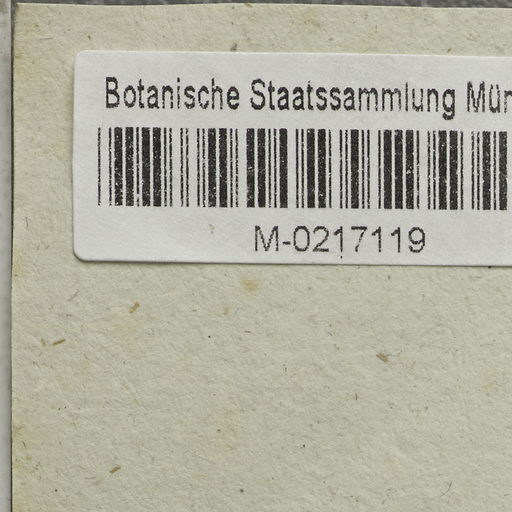 Botanische Staatssammlung Mün
M-0217119